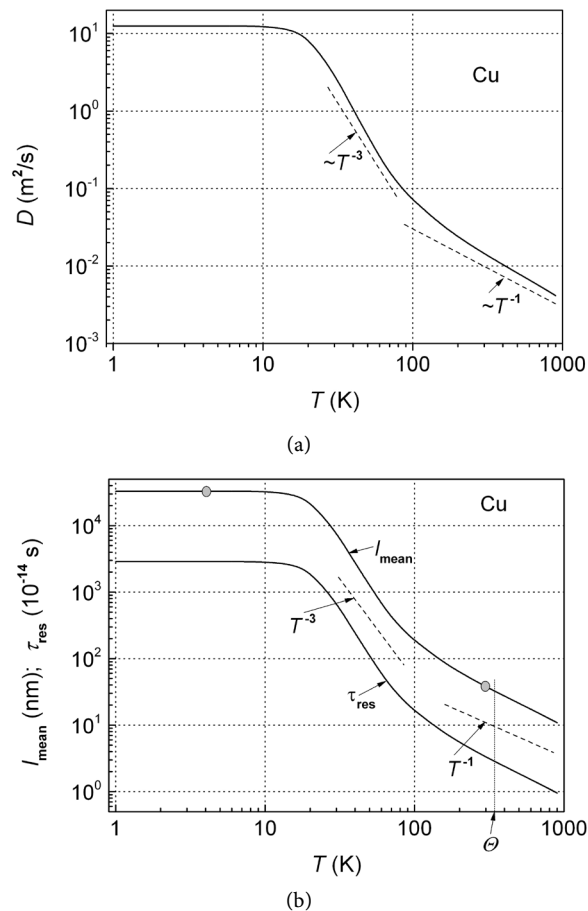 10¹
10⁰
10⁻¹
10⁻²
10⁻³
D (m²/s)
Cu
~T⁻³
~T⁻¹
1 10 100 1000
T (K)
(a)
10⁴
10³
10²
10¹
10⁰
l_mean (nm); τ_res (10⁻¹⁴ s)
Cu
l_mean
T⁻³
τ_res
T⁻¹
1 10 100 1000
Θ
T (K)
(b)